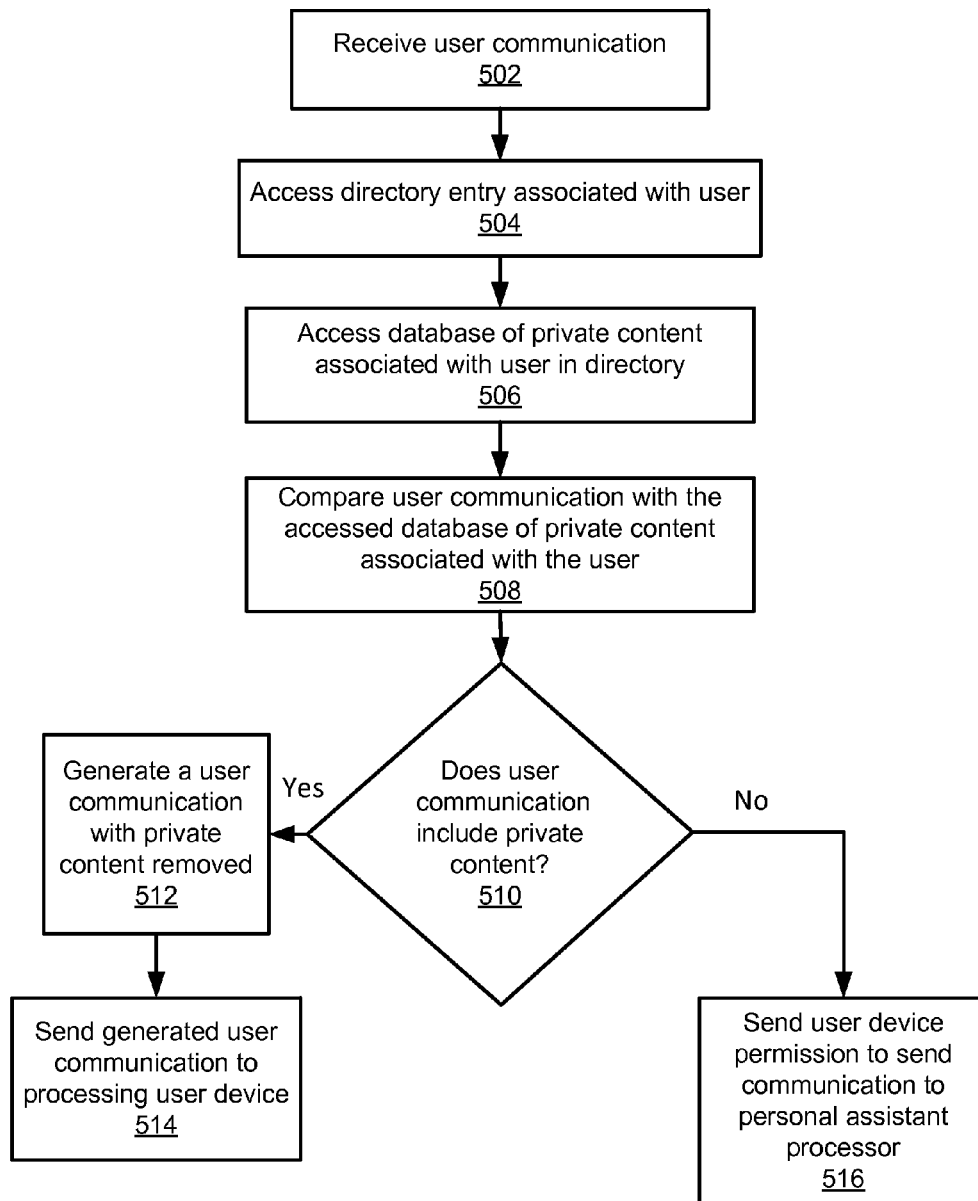 Receive user communication
502
Access directory entry associated with user
504
Access database of private content
associated with user in directory
506
Compare user communication with the
accessed database of private content
associated with the user
508
Does user
communication
include private
content?
510
Yes
No
Generate a user
communication
with private
content removed
512
Send generated user
communication to
processing user device
514
Send user device
permission to send
communication to
personal assistant
processor
516